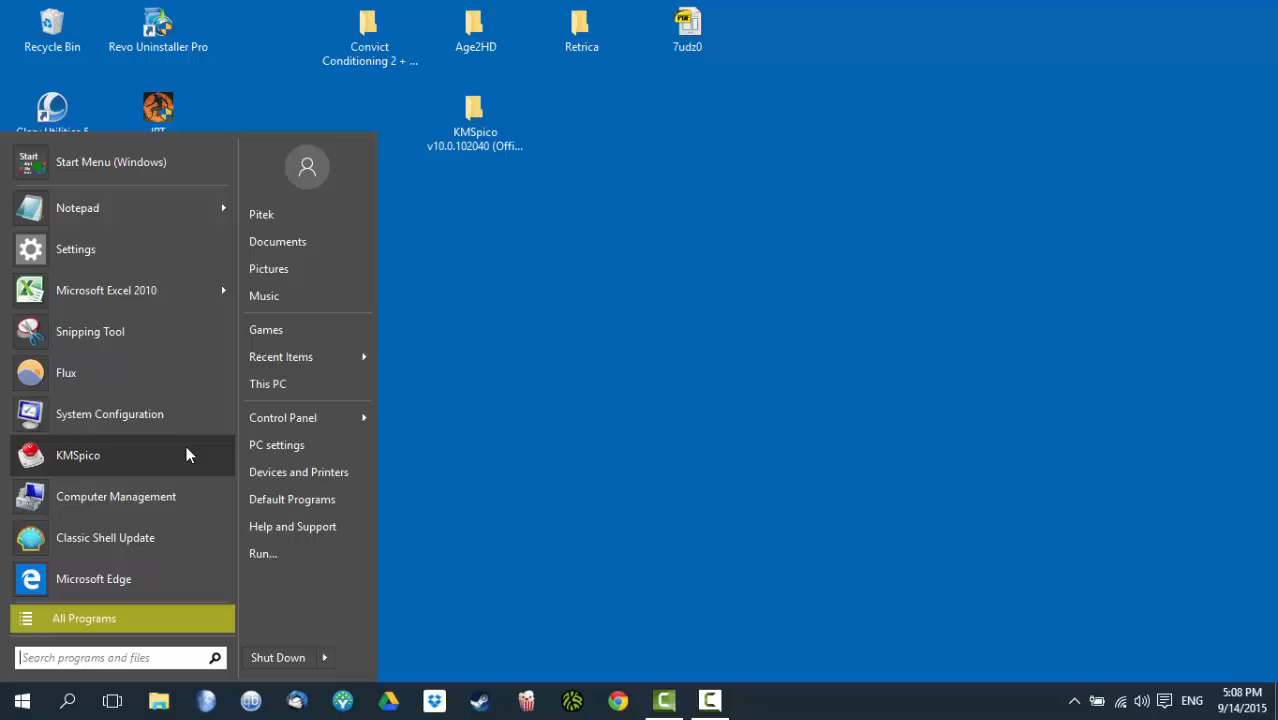 Recycle Bin
Revo Uninstaller Pro
Convict
Conditioning 2 + ...
Age2HD
Retrica
PDF
7udz0
KMSpico
v10.0.102040 (Offi...
Start
Start Menu (Windows)
Notepad
Settings
Microsoft Excel 2010
Snipping Tool
Flux
System Configuration
KMSpico
Computer Management
Classic Shell Update
Microsoft Edge
All Programs
Search programs and files
Pitek
Documents
Pictures
Music
Games
Recent Items
This PC
Control Panel
PC settings
Devices and Printers
Default Programs
Help and Support
Run...
Shut Down
ENG
5:08 PM
9/14/2015